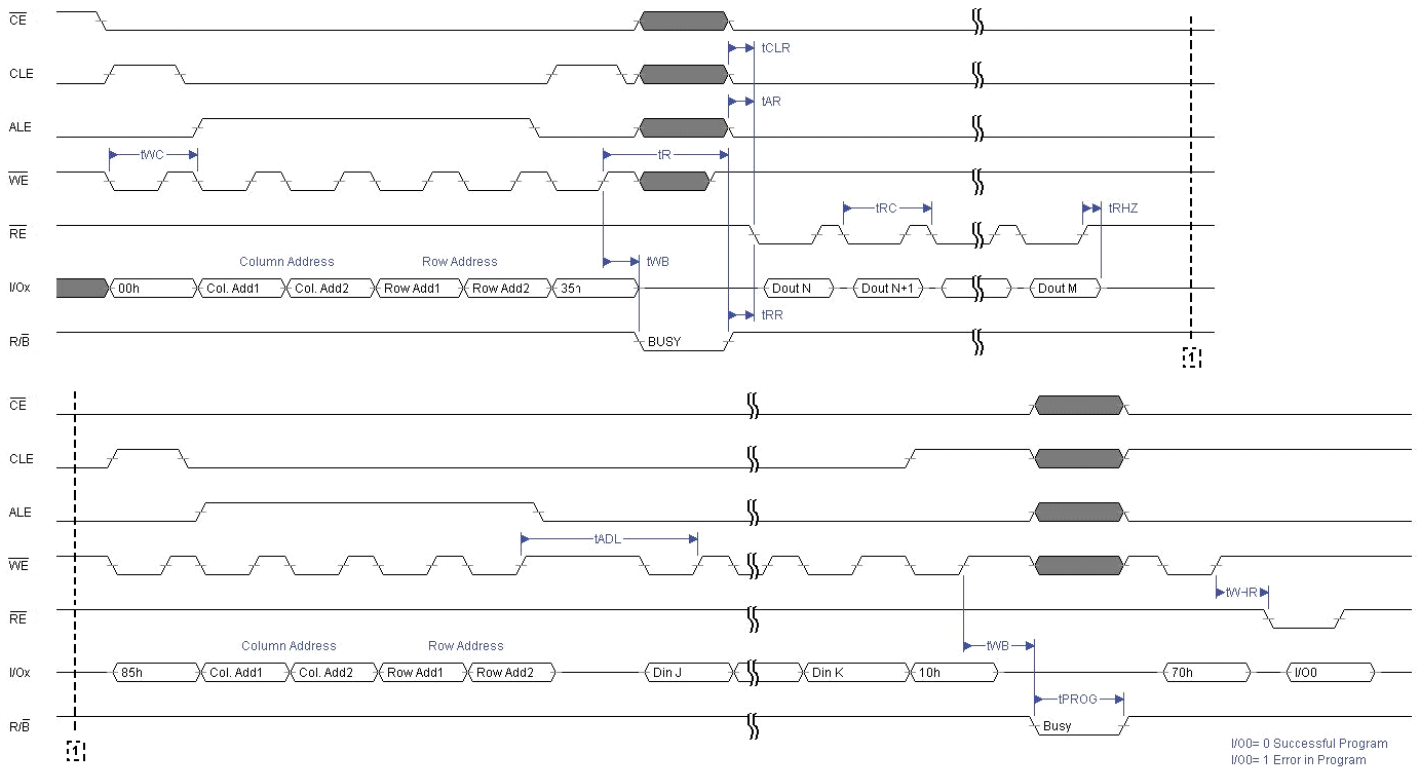 CE
tCLR
CLE
tAR
ALE
tWC
tR
WE
tRC
tRHZ
RE
Column Address
Row Address
tWB
I/Ox
00h
Col. Add1
Col. Add2
Row Add1
Row Add2
Dout N
Dout N+1
Dout M
tRR
R/B
BUSY
1
CE
CLE
ALE
tADL
WE
tWHR
RE
Column Address
Row Address
tWB
I/Ox
85h
Col. Add1
Col. Add2
Row Add1
Row Add2
Din J
Din K
10h
70h
I/O0
tPROG
R/B
Busy
1
I/O0= 0 Successful Program
I/O0= 1 Error in Program